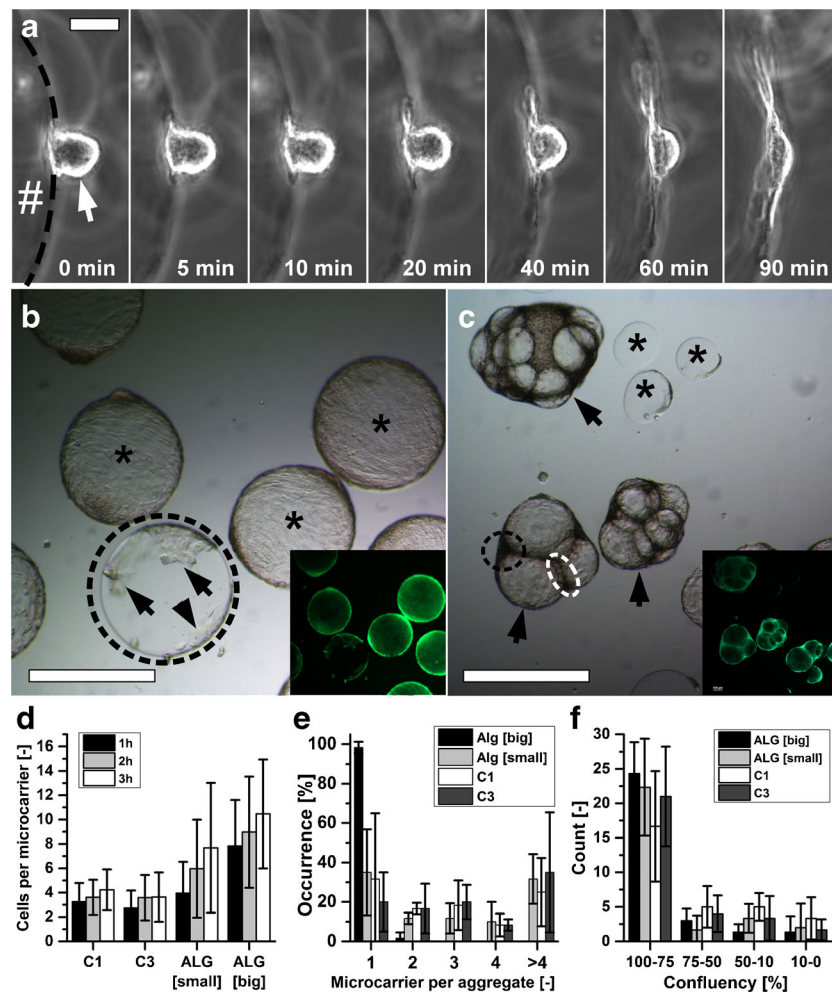 a
#
0 min
5 min
10 min
20 min
40 min
60 min
90 min
b
*
*
*
c
*
*
*
d
Cells per microcarrier [-]
16
14
12
10
8
6
4
2
0
1h
2h
3h
C1
C3
ALG [small]
ALG [big]
e
Occurrence [%]
100
80
60
40
20
0
Alg [big]
Alg [small]
C1
C3
1
2
3
4
>4
Microcarrier per aggregate [-]
f
Count [-]
30
25
20
15
10
5
0
ALG [big]
ALG [small]
C1
C3
100-75
75-50
50-10
10-0
Confluency [%]